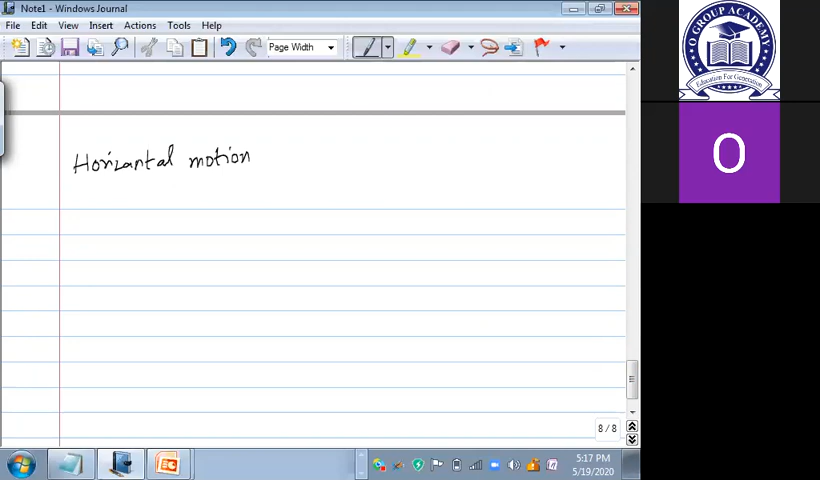 Note1 - Windows Journal
File Edit View Insert Actions Tools Help
Page Width
Horizantal motion
8 / 8
5:17 PM
5/19/2020
O GROUP ACADEMY
Education For Generation
O